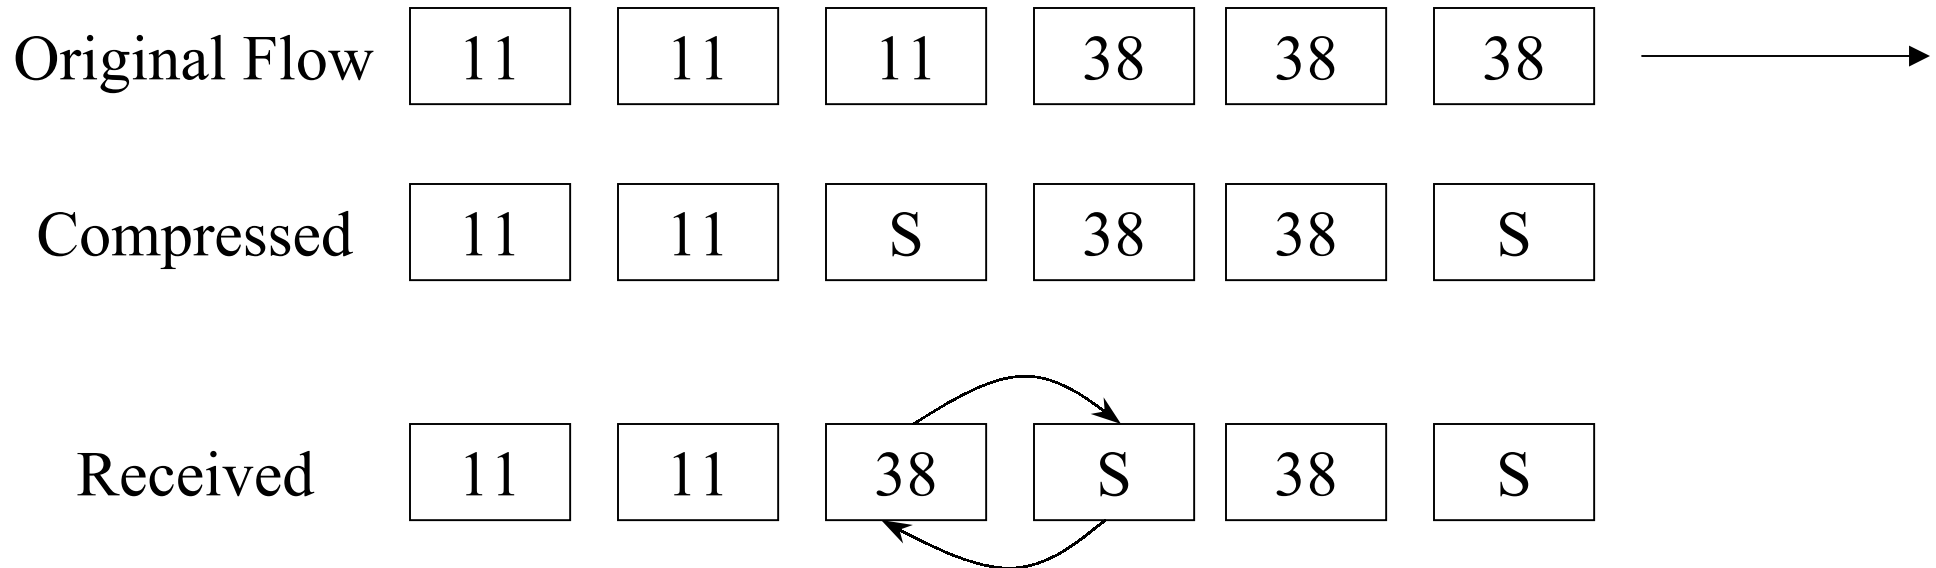 Original Flow 11 11 11 38 38 38
Compressed 11 11 S 38 38 S
Received 11 11 38 S 38 S